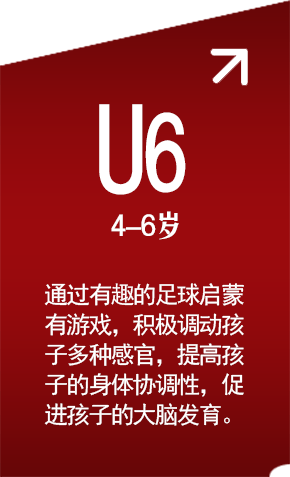 U6
4–6岁
通过有趣的足球启蒙
有游戏，积极调动孩
子多种感官，提高孩
子的身体协调性，促
进孩子的大脑发育。